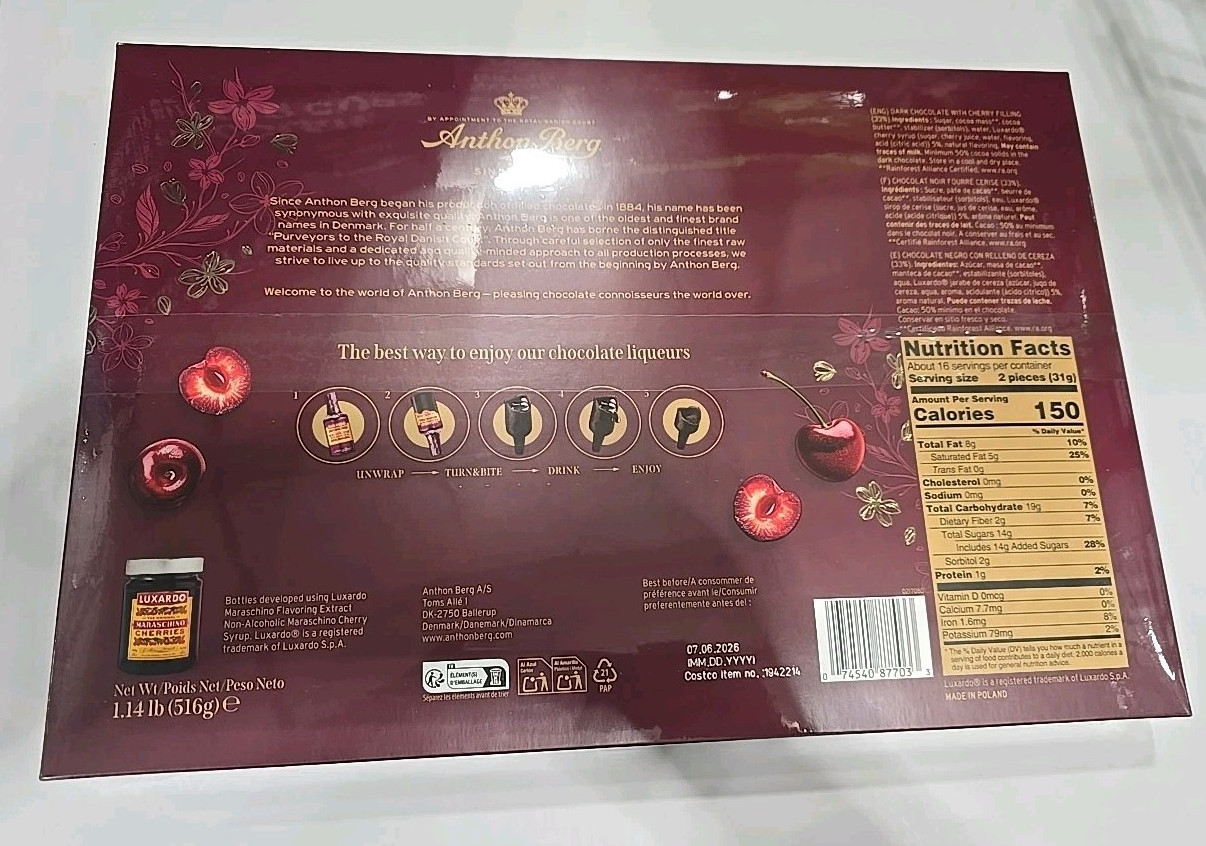 BY APPOINTMENT TO THE ROYAL DANISH COURT
Anthon Berg
Since Anthon Berg began his production of filled chocolates in 1884, his name has been
synonymous with exquisite quality. Anthon Berg is one of the oldest and finest brand
names in Denmark. For half a century, Anthon Berg has borne the distinguished title
"Purveyors to the Royal Danish Court". Through careful selection of only the finest raw
materials and a dedicated and quality-minded approach to all production processes, we
strive to live up to the quality standards set out from the beginning by Anthon Berg.
Welcome to the world of Anthon Berg – pleasing chocolate connoisseurs the world over.
The best way to enjoy our chocolate liqueurs
1 2 3 4 5
UNWRAP TURN&BITE DRINK ENJOY
(ENG) DARK CHOCOLATE WITH CHERRY FILLING
(33%). Ingredients: Sugar, cocoa mass**, cocoa
butter**, stabilizer (sorbitols), water, Luxardo®
cherry syrup (sugar, cherry juice, water, flavoring,
acid (citric acid)) 5%, natural flavoring. May contain
traces of milk. Minimum 50% cocoa solids in the
dark chocolate. Store in a cool and dry place.
**Rainforest Alliance Certified. www.ra.org
(F) CHOCOLAT NOIR FOURRÉ CERISE (33%).
Ingrédients: Sucre, pâte de cacao**, beurre de
cacao**, stabilisateur (sorbitols), eau, Luxardo®
sirop de cerise (sucre, jus de cerise, eau, arôme,
acide (acide citrique)) 5%, arôme naturel. Peut
contenir des traces de lait. Cacao: 50% au minimum
dans le chocolat noir. A conserver au frais et au sec.
**Certifié Rainforest Alliance. www.ra.org
(E) CHOCOLATE NEGRO CON RELLENO DE CEREZA
(33%). Ingredientes: Azúcar, masa de cacao**,
manteca de cacao**, estabilizante (sorbitoles),
agua, Luxardo® jarabe de cereza (azúcar, jugo de
cereza, agua, aroma, acidulante (ácido cítrico)) 5%,
aroma natural. Puede contener trazas de leche.
Cacao: 50% mínimo en el chocolate.
Conservar en sitio fresco y seco.
**Certificado Rainforest Alliance. www.ra.org
Nutrition Facts
About 16 servings per container
Serving size 2 pieces (31g)
Amount Per Serving
Calories 150
% Daily Value*
Total Fat 8g 10%
Saturated Fat 5g 25%
Trans Fat 0g
Cholesterol 0mg 0%
Sodium 0mg 0%
Total Carbohydrate 19g 7%
Dietary Fiber 2g 7%
Total Sugars 14g
Includes 14g Added Sugars 28%
Sorbitol 2g
Protein 1g 2%
Vitamin D 0mcg 0%
Calcium 7.7mg 0%
Iron 1.6mg 8%
Potassium 79mg 2%
*The % Daily Value (DV) tells you how much a nutrient in a
serving of food contributes to a daily diet. 2,000 calories a
day is used for general nutrition advice.
Luxardo® is a registered trademark of Luxardo S.p.A.
MADE IN POLAND
LUXARDO
MARASCHINO
CHERRIES
Bottles developed using Luxardo
Maraschino Flavoring Extract
Non-Alcoholic Maraschino Cherry
Syrup. Luxardo® is a registered
trademark of Luxardo S.p.A.
Net Wt/Poids Net/Peso Neto
1.14 lb (516g) ℮
Anthon Berg A/S
Toms Allé 1
DK-2750 Ballerup
Denmark/Danemark/Dinamarca
www.anthonberg.com
FR
ÉLÉMENT(S)
D'EMBALLAGE
Séparez les éléments avant de trier
Al Azul
Al Amarillo
21
PAP
Best before/A consommer de
préférence avant le/Consumir
preferentemente antes del :
07.06.2026
(MM.DD.YYYY)
Costco item no.:1942214
0 74540 87703 3